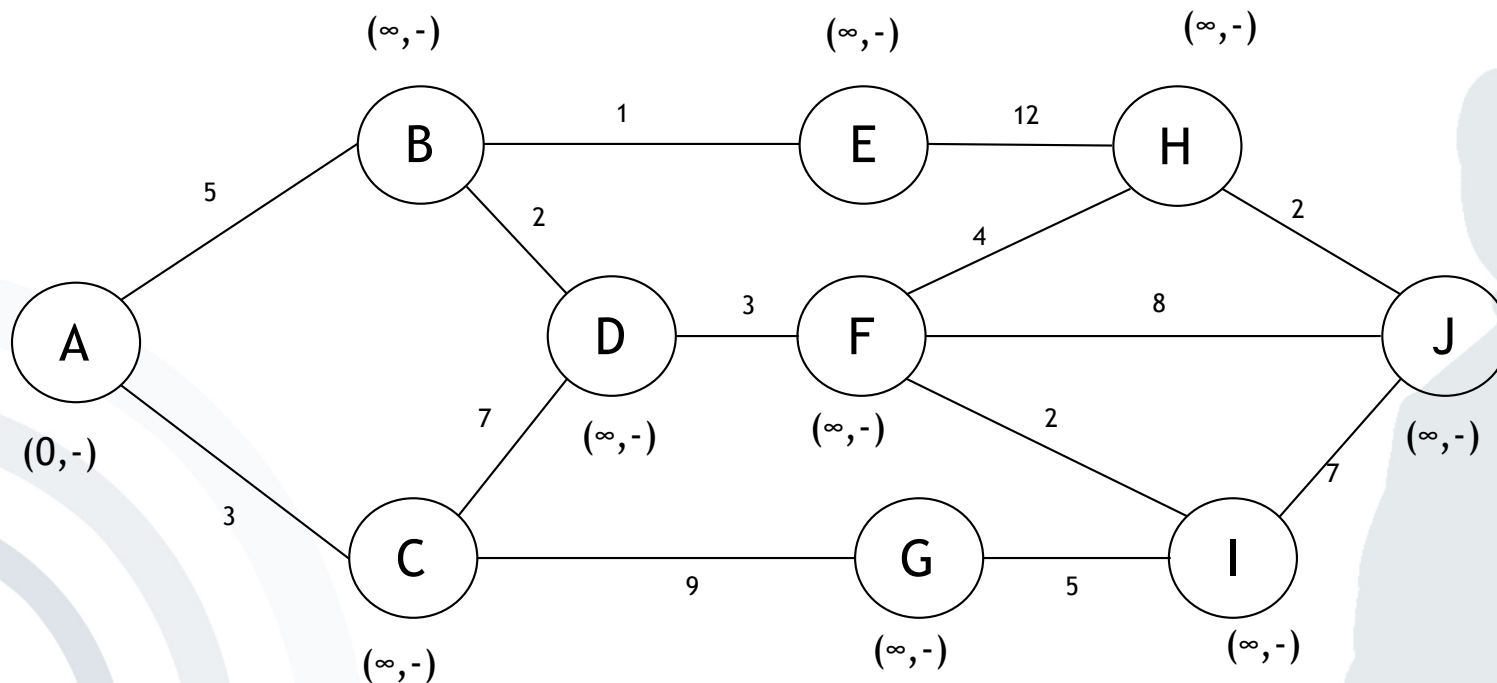 (∞,-) (∞,-) (∞,-)
1 12
B E H
5 2 2
4
3 8
A D F J
7 2
(0,-) (∞,-) (∞,-) (∞,-)
7
3
C G I
9 5
(∞,-) (∞,-) (∞,-)